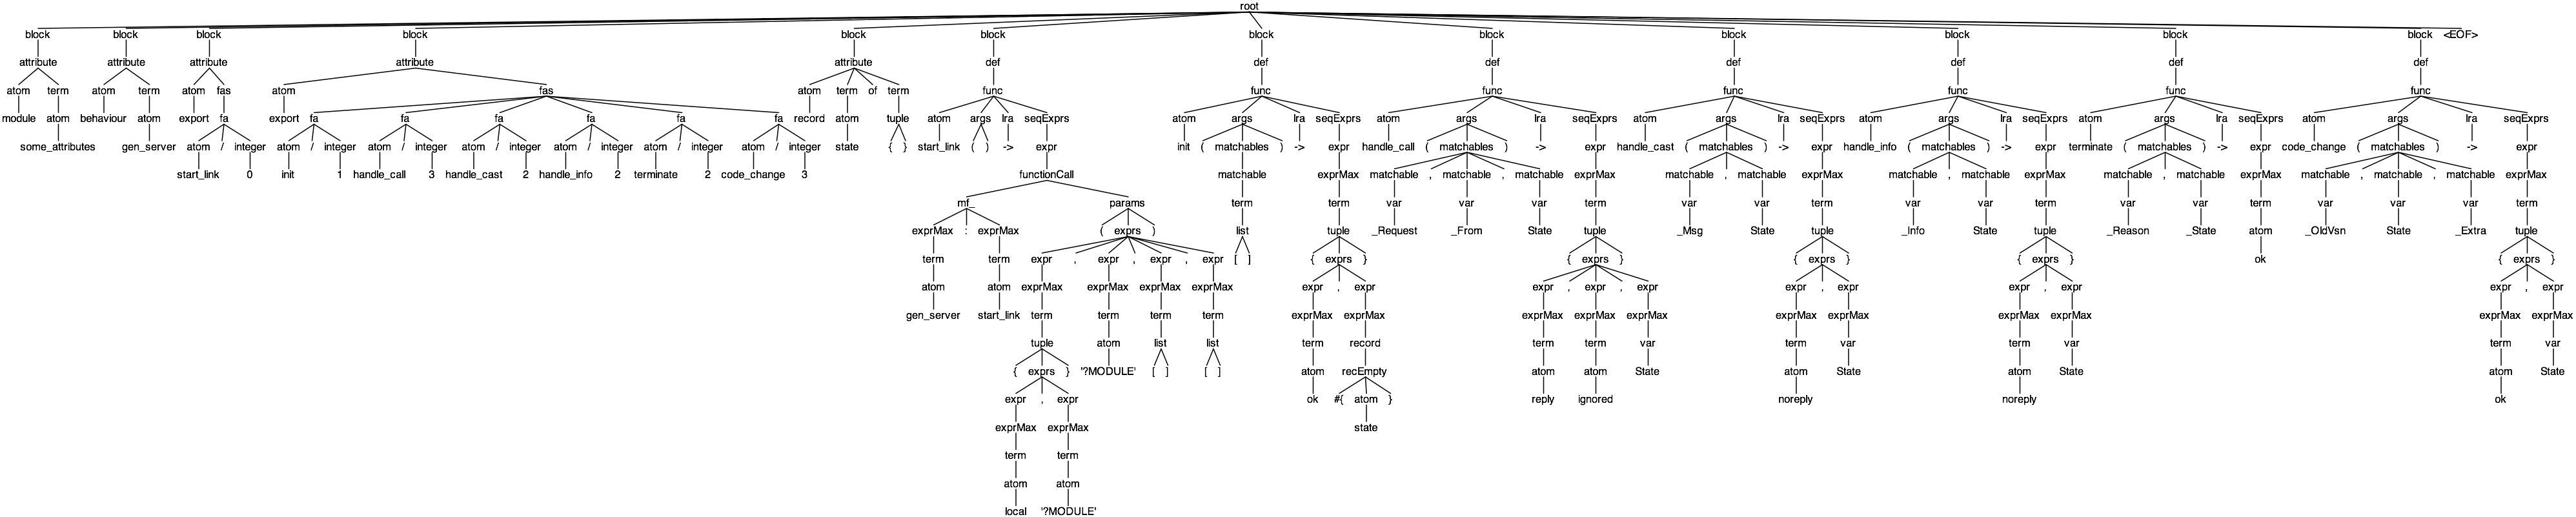 root
block block block block block block block block block block block block <EOF>
attribute attribute attribute attribute attribute def def def def def def def
atom term atom term atom fas atom fas atom term of term func func func func func func func
module atom behaviour atom export fa export fa fa fa fa fa fa record atom tuple atom args lra seqExprs atom args lra seqExprs atom args lra seqExprs atom args lra seqExprs atom args lra seqExprs atom args lra seqExprs atom args lra seqExprs
some_attributes gen_server atom / integer atom / integer atom / integer atom / integer atom / integer atom / integer atom / integer state { } start_link ( ) -> expr init ( matchables ) -> expr handle_call ( matchables ) -> expr handle_cast ( matchables ) -> expr handle_info ( matchables ) -> expr terminate ( matchables ) -> expr code_change ( matchables ) -> expr
start_link 0 init 1 handle_call 3 handle_cast 2 handle_info 2 terminate 2 code_change 3 functionCall matchable exprMax matchable , matchable , matchable exprMax matchable , matchable exprMax matchable , matchable exprMax matchable , matchable exprMax matchable , matchable , matchable exprMax
mf_ params term term var var var term var var term var var term var var term var var var term
exprMax : exprMax ( exprs ) list tuple _Request _From State tuple _Msg State tuple _Info State tuple _Reason _State atom _OldVsn State _Extra tuple
term term expr , expr , expr , expr [ ] { exprs } { exprs } { exprs } { exprs } ok { exprs }
atom atom exprMax exprMax exprMax exprMax expr , expr expr , expr , expr expr , expr expr , expr expr , expr
gen_server start_link term term term term exprMax exprMax exprMax exprMax exprMax exprMax exprMax exprMax exprMax exprMax exprMax
tuple atom list list term record term term var term var term var term var
{ exprs } '?MODULE' [ ] [ ] atom recEmpty atom atom State atom State atom State atom State
expr , expr ok #{ atom } reply ignored noreply noreply ok
exprMax exprMax state
term term
atom atom
local '?MODULE'